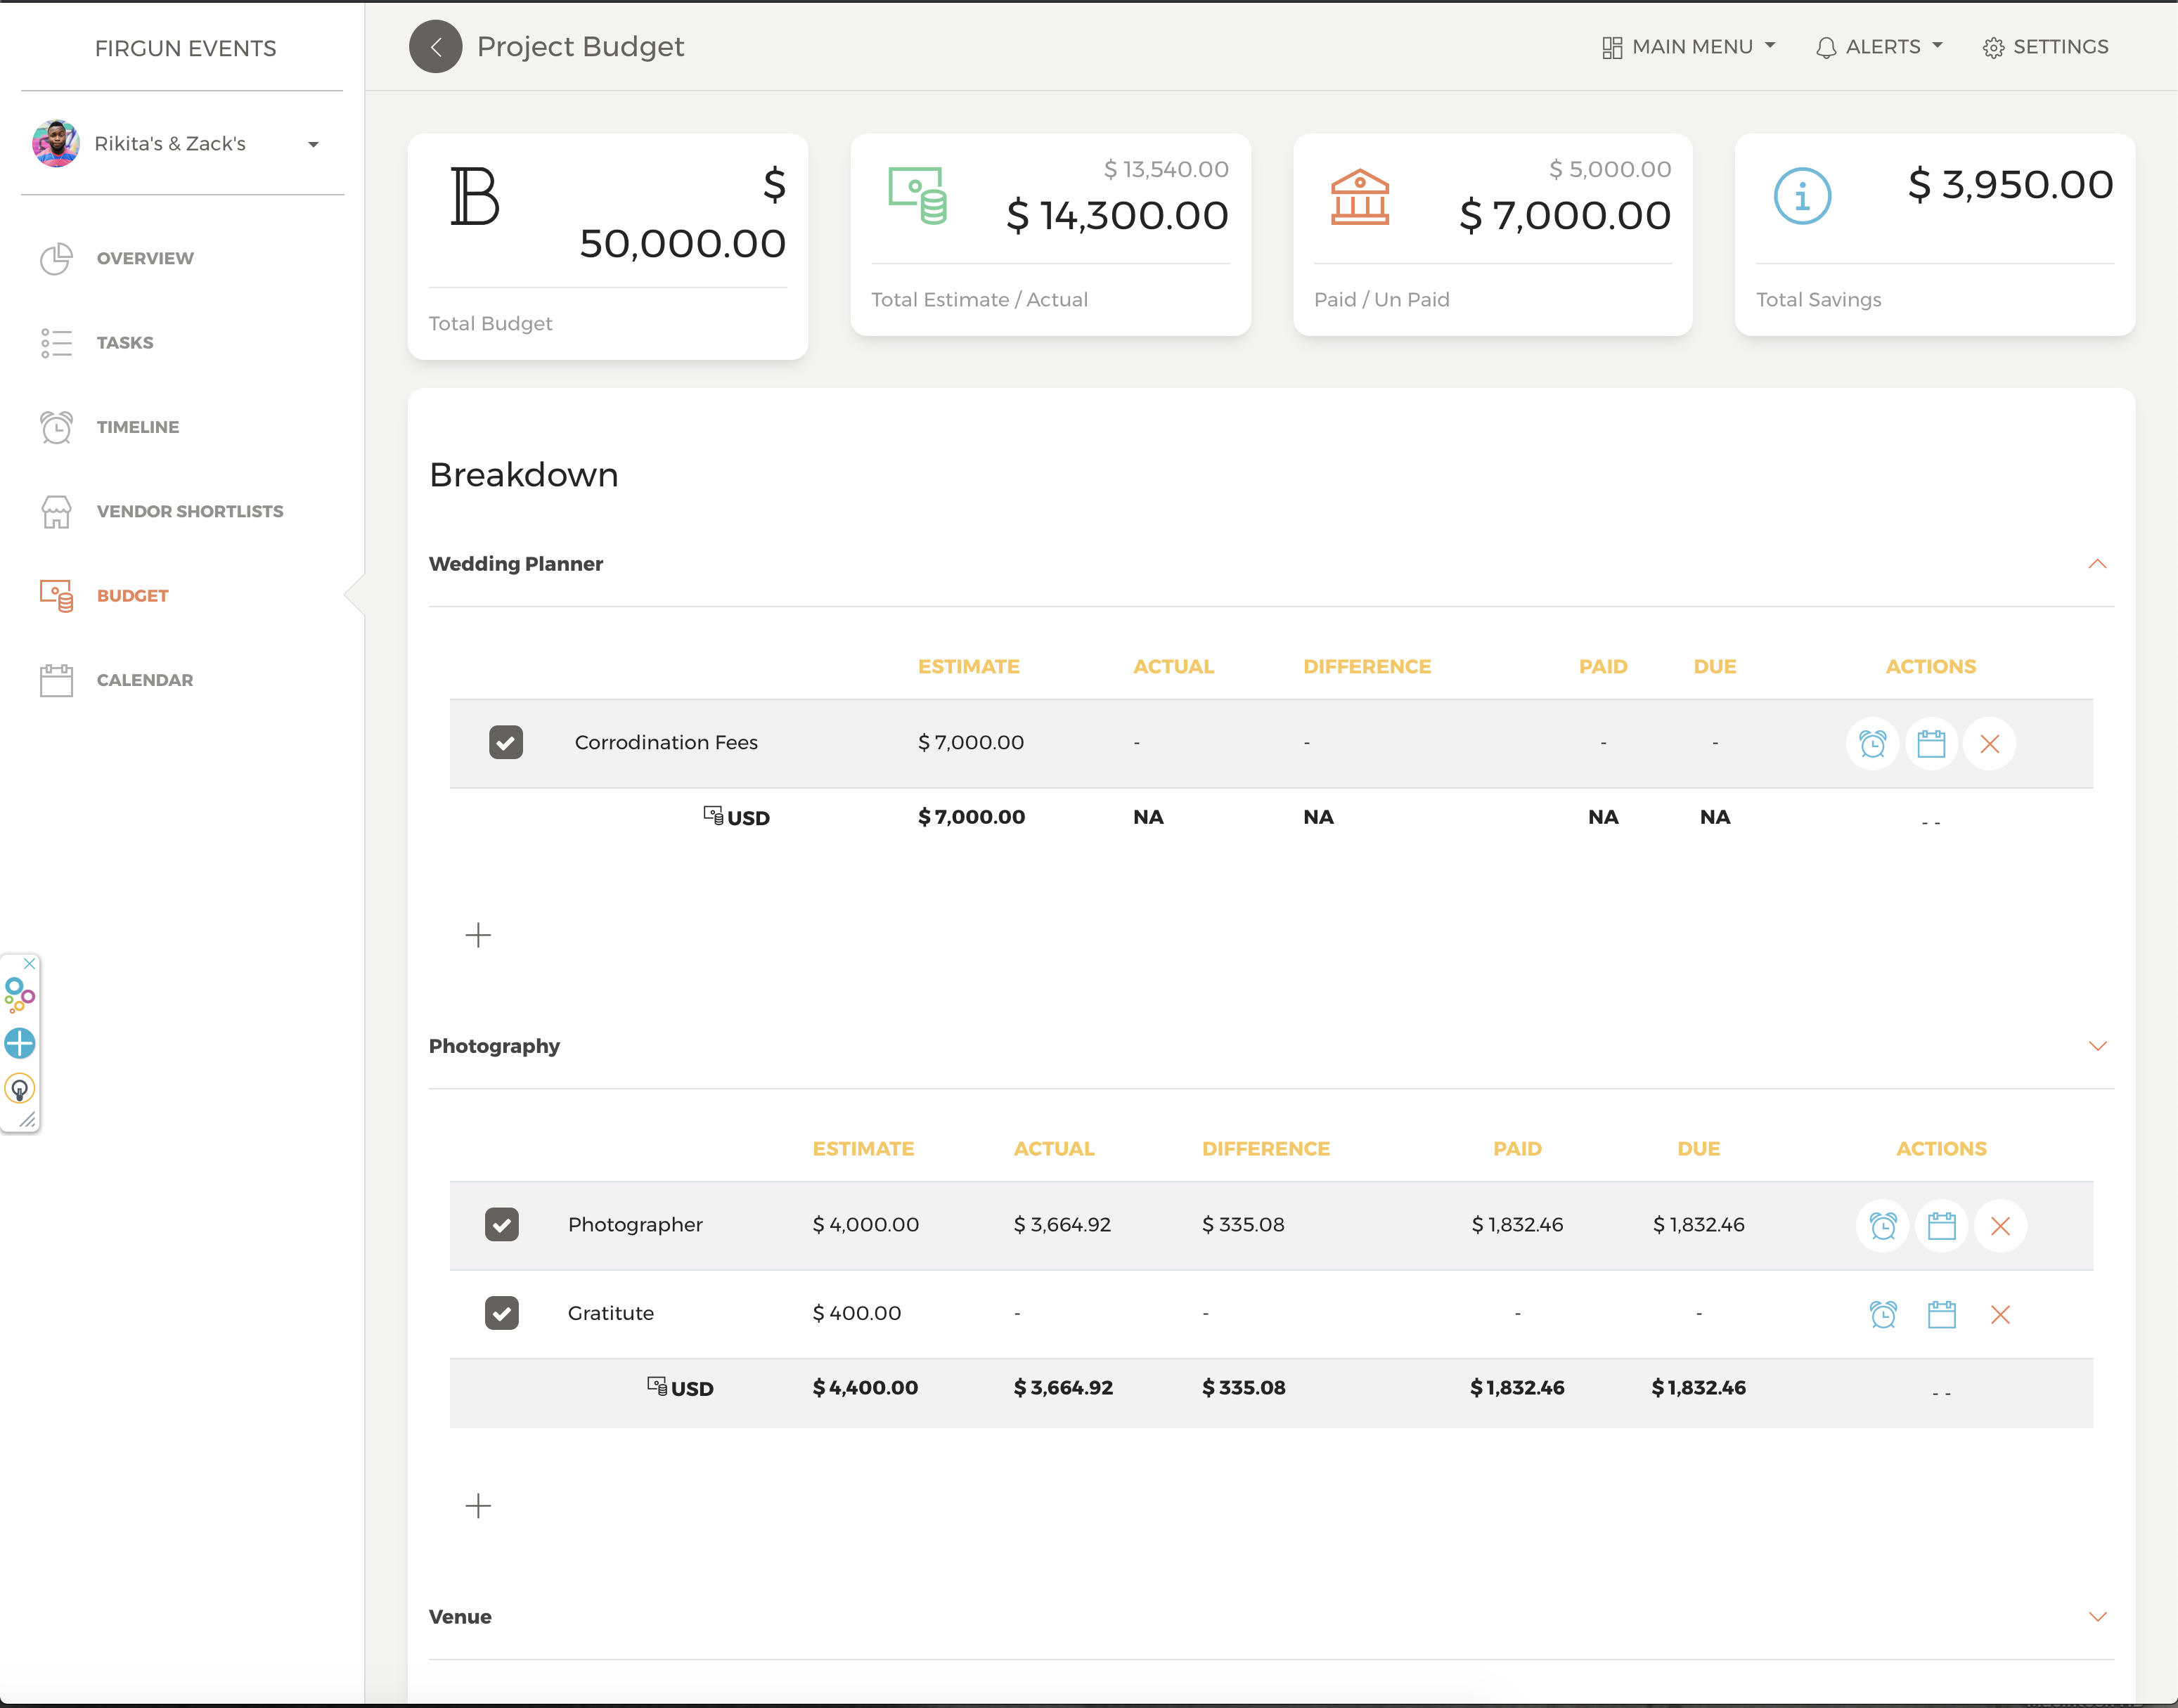 FIRGUN EVENTS
Project Budget
MAIN MENU
ALERTS
SETTINGS
Rikita's & Zack's
OVERVIEW
TASKS
TIMELINE
VENDOR SHORTLISTS
BUDGET
CALENDAR
B
$
50,000.00
Total Budget
$ 13,540.00
$ 14,300.00
Total Estimate / Actual
$ 5,000.00
$ 7,000.00
Paid / Un Paid
$ 3,950.00
Total Savings
Breakdown
Wedding Planner
ESTIMATE ACTUAL DIFFERENCE PAID DUE ACTIONS
Corrodination Fees $ 7,000.00 - - - -
USD $ 7,000.00 NA NA NA NA - -
Photography
ESTIMATE ACTUAL DIFFERENCE PAID DUE ACTIONS
Photographer $ 4,000.00 $ 3,664.92 $ 335.08 $ 1,832.46 $ 1,832.46
Gratitute $ 400.00 - - - -
USD $ 4,400.00 $ 3,664.92 $ 335.08 $ 1,832.46 $ 1,832.46 - -
Venue